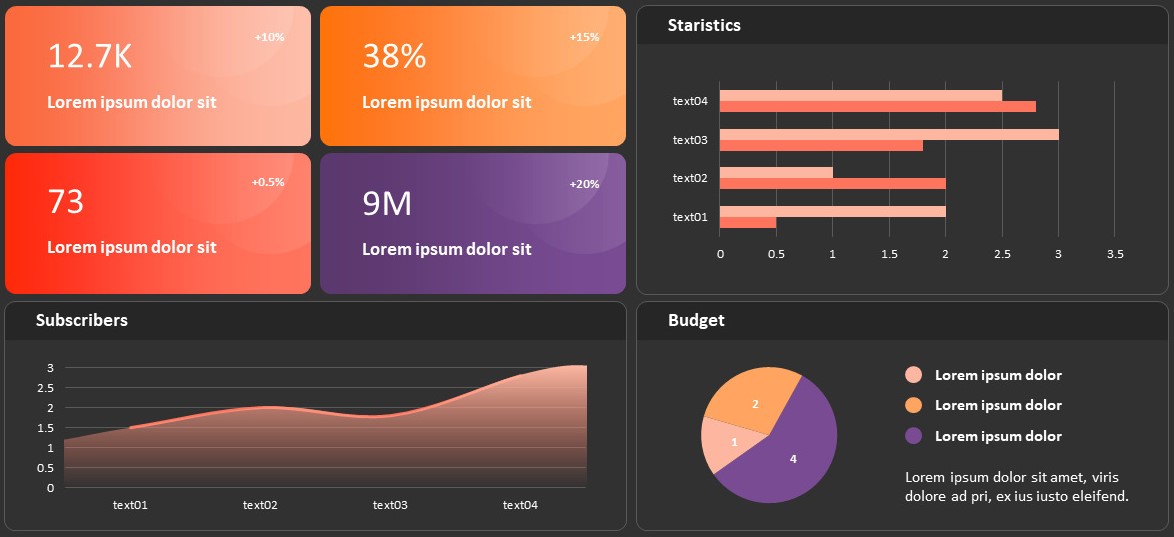 12.7K
+10%
Lorem ipsum dolor sit
38%
+15%
Lorem ipsum dolor sit
73
+0.5%
Lorem ipsum dolor sit
9M
+20%
Lorem ipsum dolor sit
Staristics
text04
text03
text02
text01
0 0.5 1 1.5 2 2.5 3 3.5
Subscribers
3
2.5
2
1.5
1
0.5
0
text01 text02 text03 text04
Budget
2
1
4
Lorem ipsum dolor
Lorem ipsum dolor
Lorem ipsum dolor
Lorem ipsum dolor sit amet, viris
dolore ad pri, ex ius iusto eleifend.